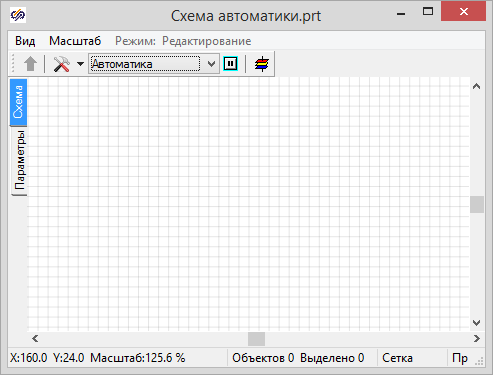 Схема автоматики.prt
Вид Масштаб Режим: Редактирование
Автоматика
Схема
Параметры
X:160.0 Y:24.0 Масштаб:125.6 % Объектов 0 Выделено 0 Сетка Пр